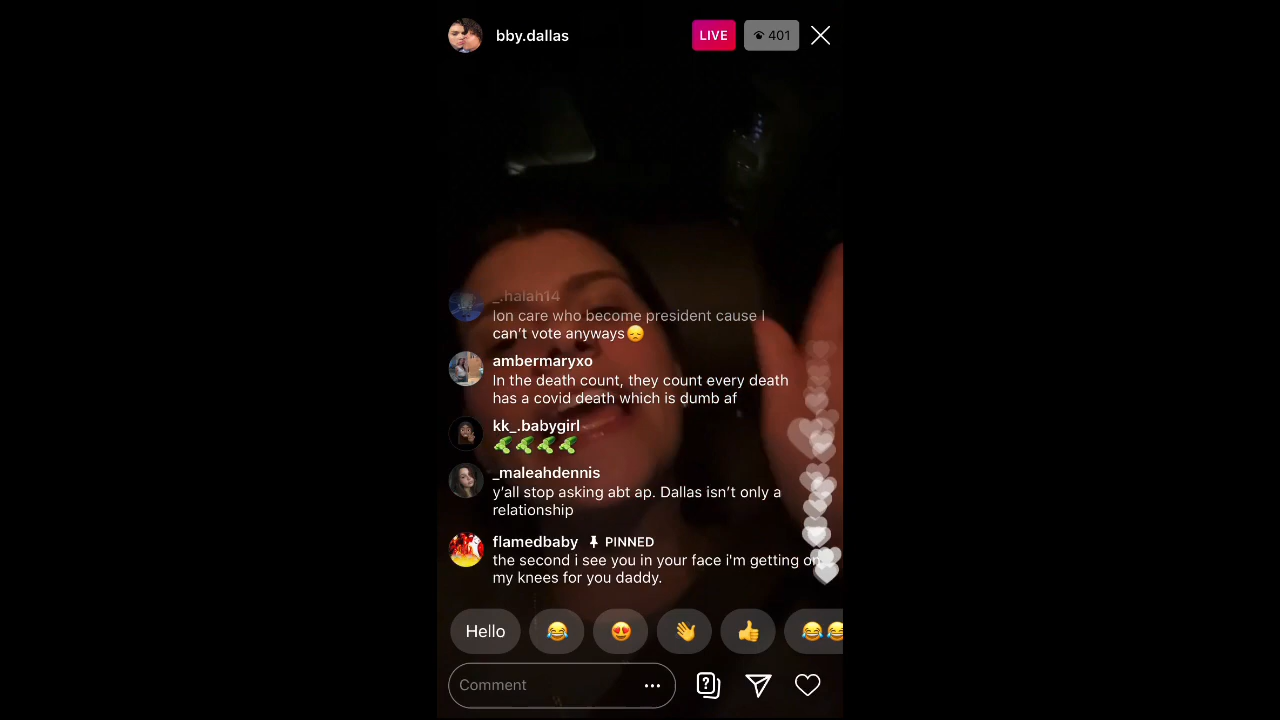 bby.dallas
LIVE
401
_.halah14
Ion care who become president cause I
can't vote anyways😞
ambermaryxo
In the death count, they count every death
has a covid death which is dumb af
kk_.babygirl
🥦🥦🥦🥦
_maleahdennis
y'all stop asking abt ap. Dallas isn't only a
relationship
flamedbaby PINNED
the second i see you in your face i'm getting on
my knees for you daddy.
Hello
Comment